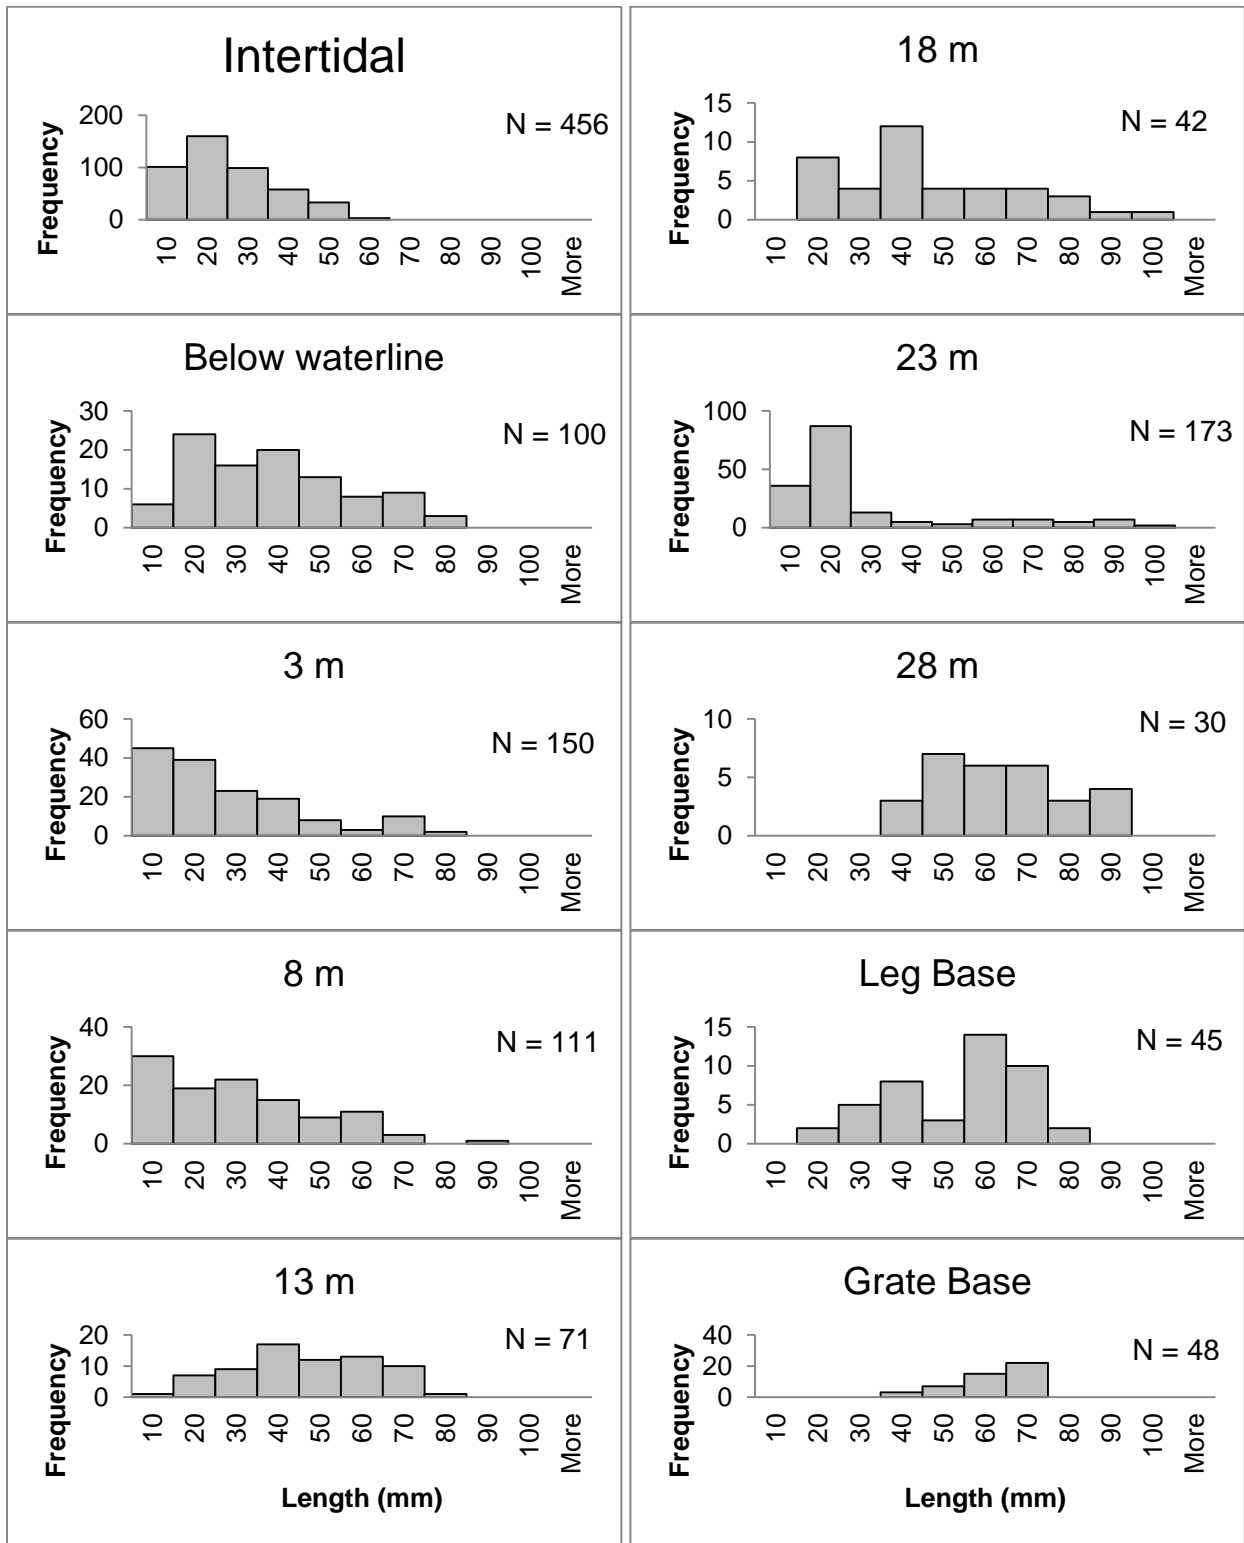 Intertidal
N = 456
Frequency
200
100
0
10 20 30 40 50 60 70 80 90 100 More
Below waterline
N = 100
Frequency
30
20
10
0
10 20 30 40 50 60 70 80 90 100 More
3 m
N = 150
Frequency
60
40
20
0
10 20 30 40 50 60 70 80 90 100 More
8 m
N = 111
Frequency
40
20
0
10 20 30 40 50 60 70 80 90 100 More
13 m
N = 71
Frequency
20
10
0
10 20 30 40 50 60 70 80 90 100 More
Length (mm)
18 m
N = 42
Frequency
15
10
5
0
10 20 30 40 50 60 70 80 90 100 More
23 m
N = 173
Frequency
100
50
0
10 20 30 40 50 60 70 80 90 100 More
28 m
N = 30
Frequency
10
5
0
10 20 30 40 50 60 70 80 90 100 More
Leg Base
N = 45
Frequency
15
10
5
0
10 20 30 40 50 60 70 80 90 100 More
Grate Base
N = 48
Frequency
40
20
0
10 20 30 40 50 60 70 80 90 100 More
Length (mm)